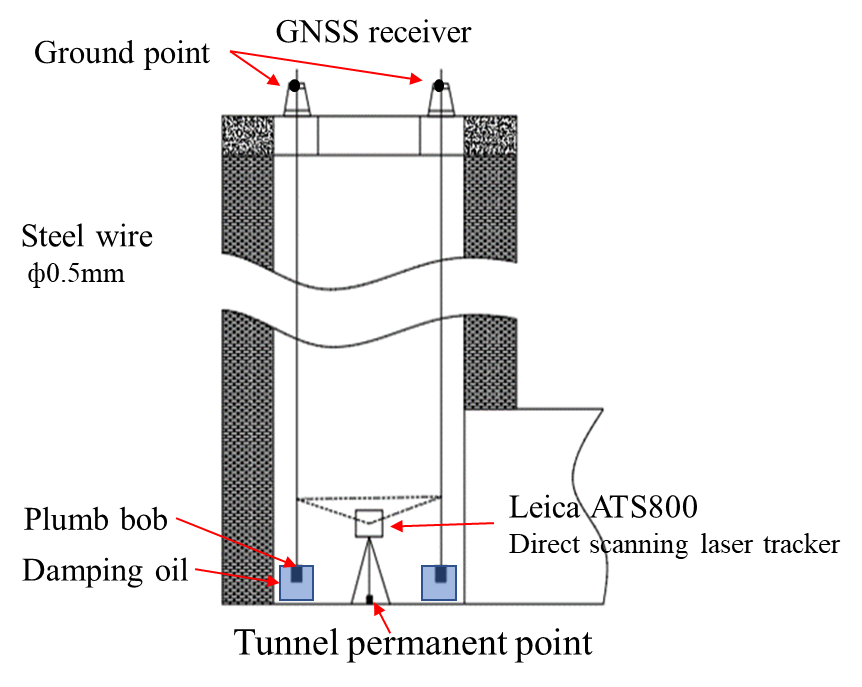 GNSS receiver
Ground point
Steel wire
ф0.5mm
Leica ATS800
Direct scanning laser tracker
Plumb bob
Damping oil
Tunnel permanent point